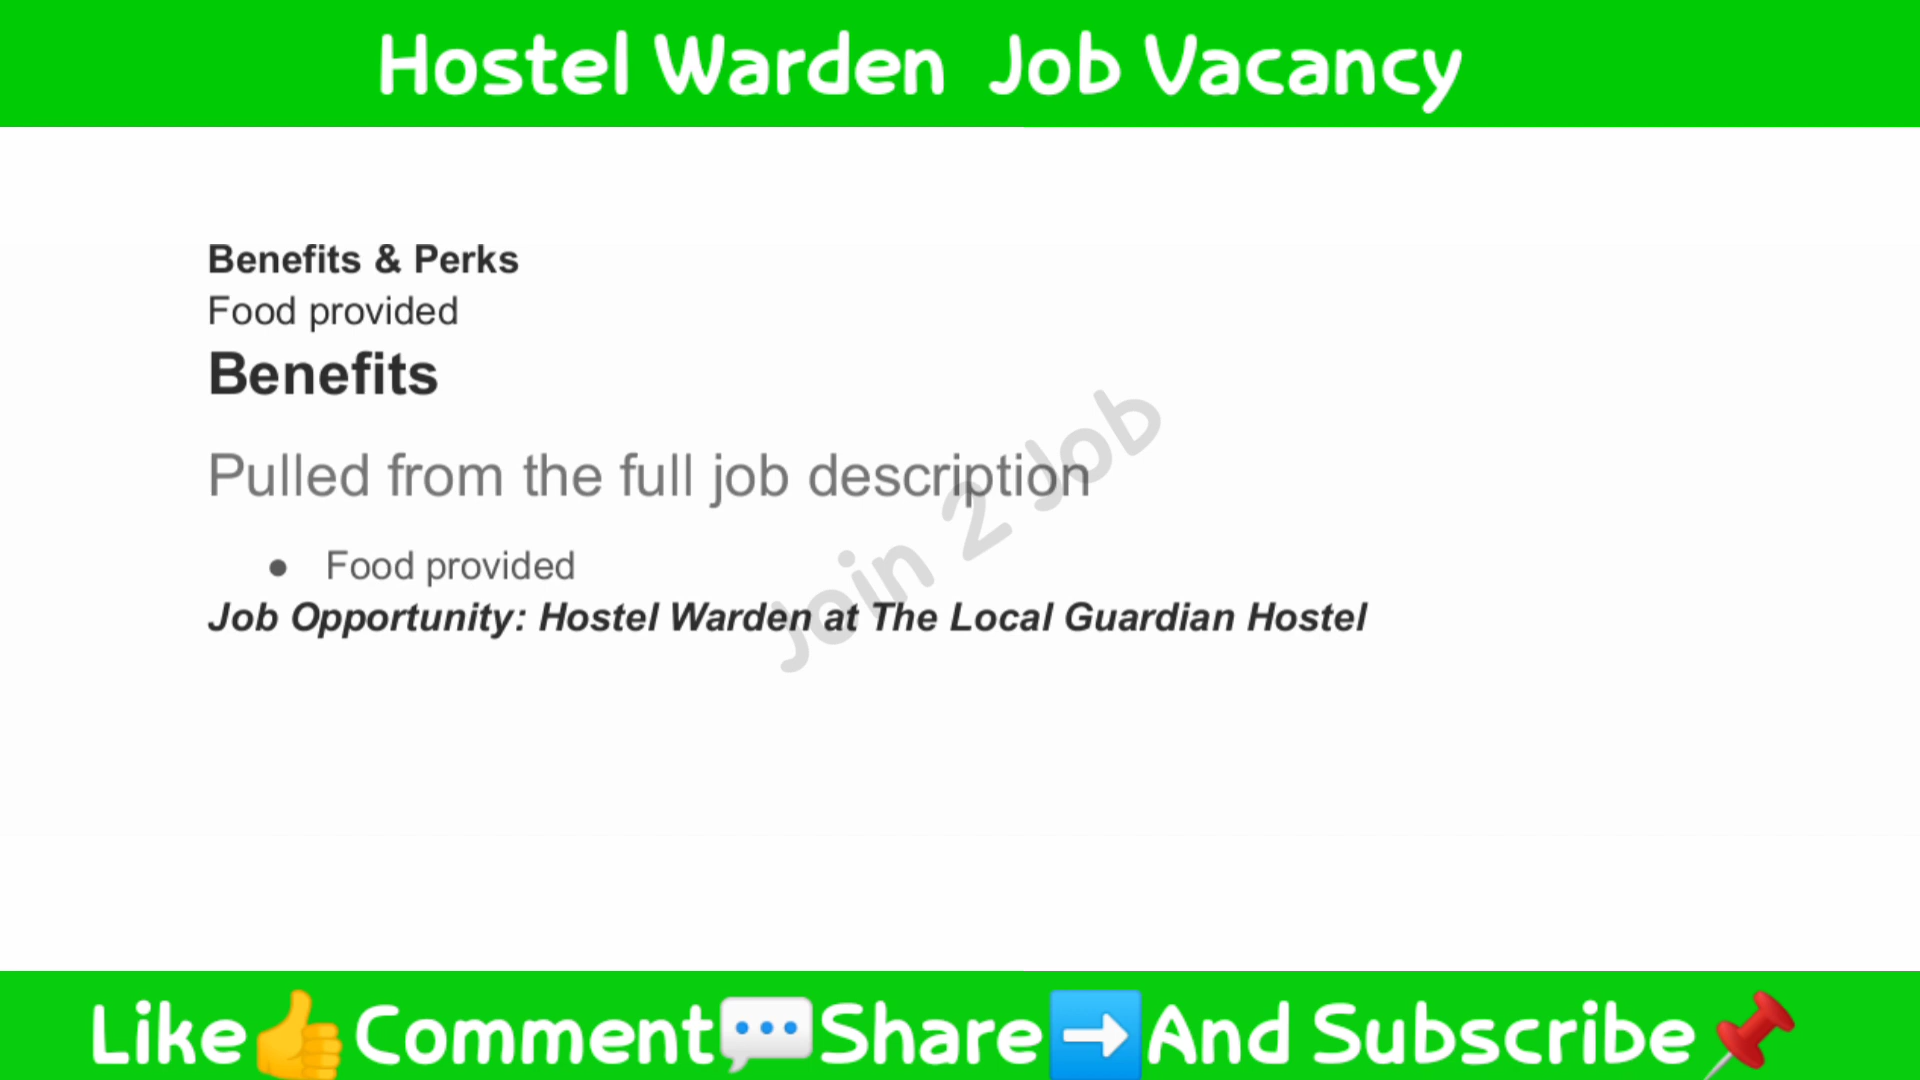 Hostel Warden Job Vacancy
Benefits & Perks
Food provided
Benefits
Pulled from the full job description
● Food provided
Job Opportunity: Hostel Warden at The Local Guardian Hostel
Join 2 Job
Like👍Comment💬Share➡️And Subscribe📌